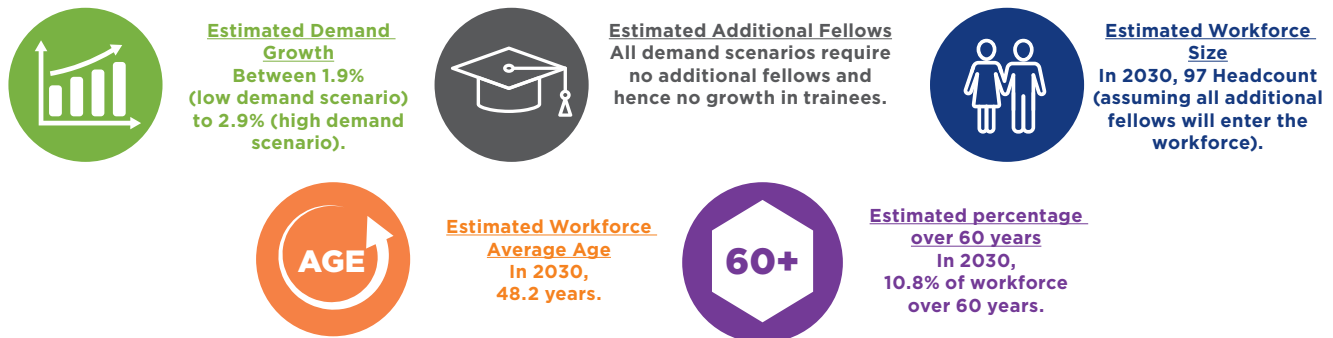 Estimated Demand
Growth
Between 1.9%
(low demand scenario)
to 2.9% (high demand
scenario).
Estimated Additional Fellows
All demand scenarios require
no additional fellows and
hence no growth in trainees.
Estimated Workforce
Size
In 2030, 97 Headcount
(assuming all additional
fellows will enter the
workforce).
AGE
Estimated Workforce
Average Age
In 2030,
48.2 years.
60+
Estimated percentage
over 60 years
In 2030,
10.8% of workforce
over 60 years.